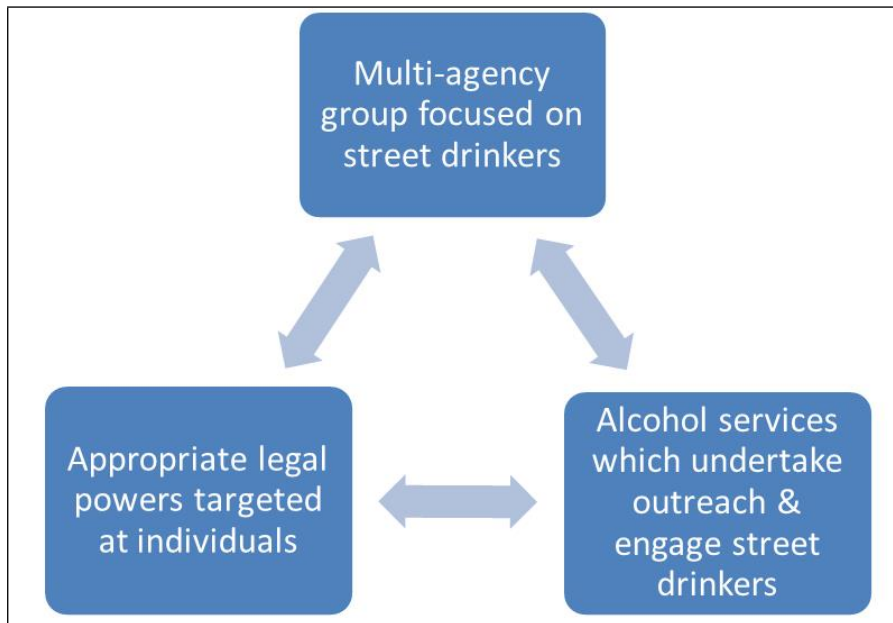 Multi-agency
group focused on
street drinkers
Appropriate legal
powers targeted
at individuals
Alcohol services
which undertake
outreach &
engage street
drinkers